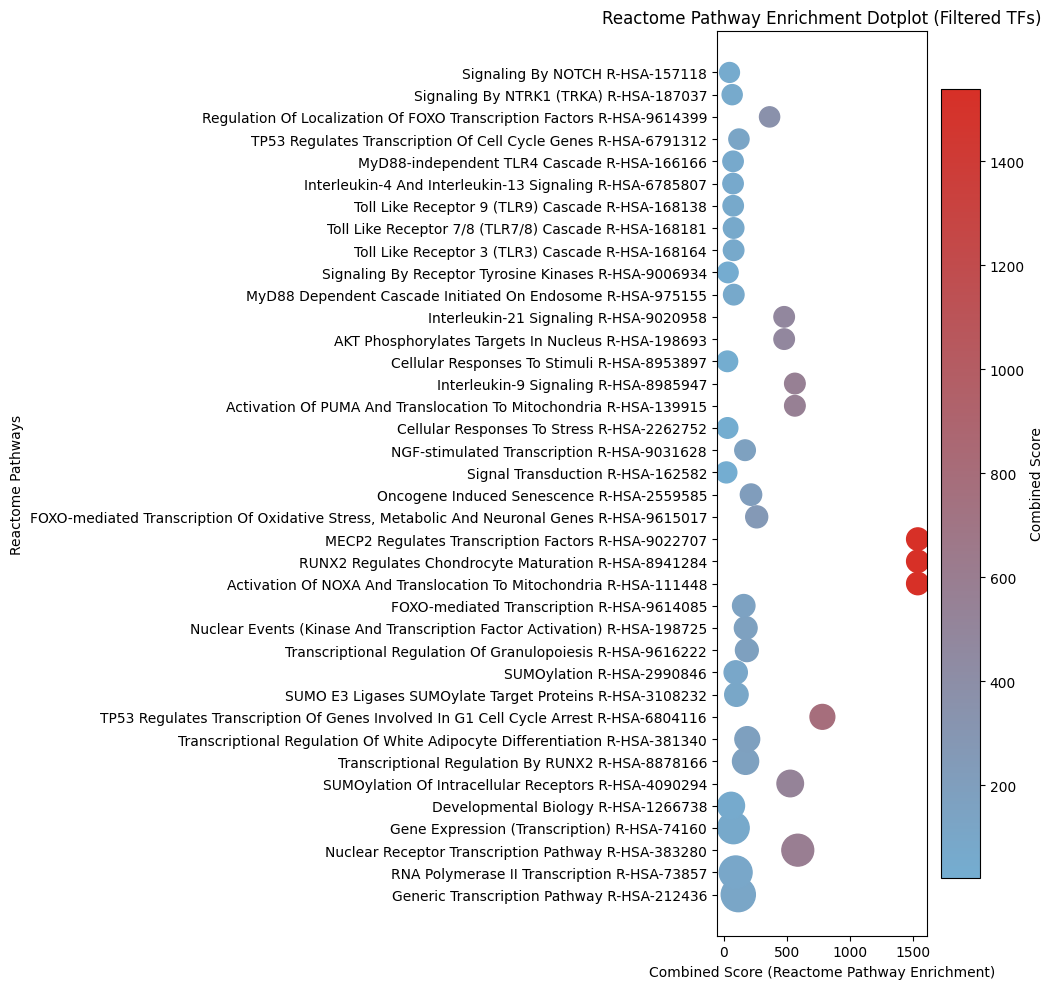 Reactome Pathway Enrichment Dotplot (Filtered TFs)
Signaling By NOTCH R-HSA-157118
Signaling By NTRK1 (TRKA) R-HSA-187037
Regulation Of Localization Of FOXO Transcription Factors R-HSA-9614399
TP53 Regulates Transcription Of Cell Cycle Genes R-HSA-6791312
MyD88-independent TLR4 Cascade R-HSA-166166
Interleukin-4 And Interleukin-13 Signaling R-HSA-6785807
Toll Like Receptor 9 (TLR9) Cascade R-HSA-168138
Toll Like Receptor 7/8 (TLR7/8) Cascade R-HSA-168181
Toll Like Receptor 3 (TLR3) Cascade R-HSA-168164
Signaling By Receptor Tyrosine Kinases R-HSA-9006934
MyD88 Dependent Cascade Initiated On Endosome R-HSA-975155
Interleukin-21 Signaling R-HSA-9020958
AKT Phosphorylates Targets In Nucleus R-HSA-198693
Cellular Responses To Stimuli R-HSA-8953897
Interleukin-9 Signaling R-HSA-8985947
Activation Of PUMA And Translocation To Mitochondria R-HSA-139915
Cellular Responses To Stress R-HSA-2262752
NGF-stimulated Transcription R-HSA-9031628
Signal Transduction R-HSA-162582
Oncogene Induced Senescence R-HSA-2559585
FOXO-mediated Transcription Of Oxidative Stress, Metabolic And Neuronal Genes R-HSA-9615017
MECP2 Regulates Transcription Factors R-HSA-9022707
RUNX2 Regulates Chondrocyte Maturation R-HSA-8941284
Activation Of NOXA And Translocation To Mitochondria R-HSA-111448
FOXO-mediated Transcription R-HSA-9614085
Nuclear Events (Kinase And Transcription Factor Activation) R-HSA-198725
Transcriptional Regulation Of Granulopoiesis R-HSA-9616222
SUMOylation R-HSA-2990846
SUMO E3 Ligases SUMOylate Target Proteins R-HSA-3108232
TP53 Regulates Transcription Of Genes Involved In G1 Cell Cycle Arrest R-HSA-6804116
Transcriptional Regulation Of White Adipocyte Differentiation R-HSA-381340
Transcriptional Regulation By RUNX2 R-HSA-8878166
SUMOylation Of Intracellular Receptors R-HSA-4090294
Developmental Biology R-HSA-1266738
Gene Expression (Transcription) R-HSA-74160
Nuclear Receptor Transcription Pathway R-HSA-383280
RNA Polymerase II Transcription R-HSA-73857
Generic Transcription Pathway R-HSA-212436
Reactome Pathways
0 500 1000 1500
Combined Score (Reactome Pathway Enrichment)
1400
1200
1000
800
600
400
200
Combined Score